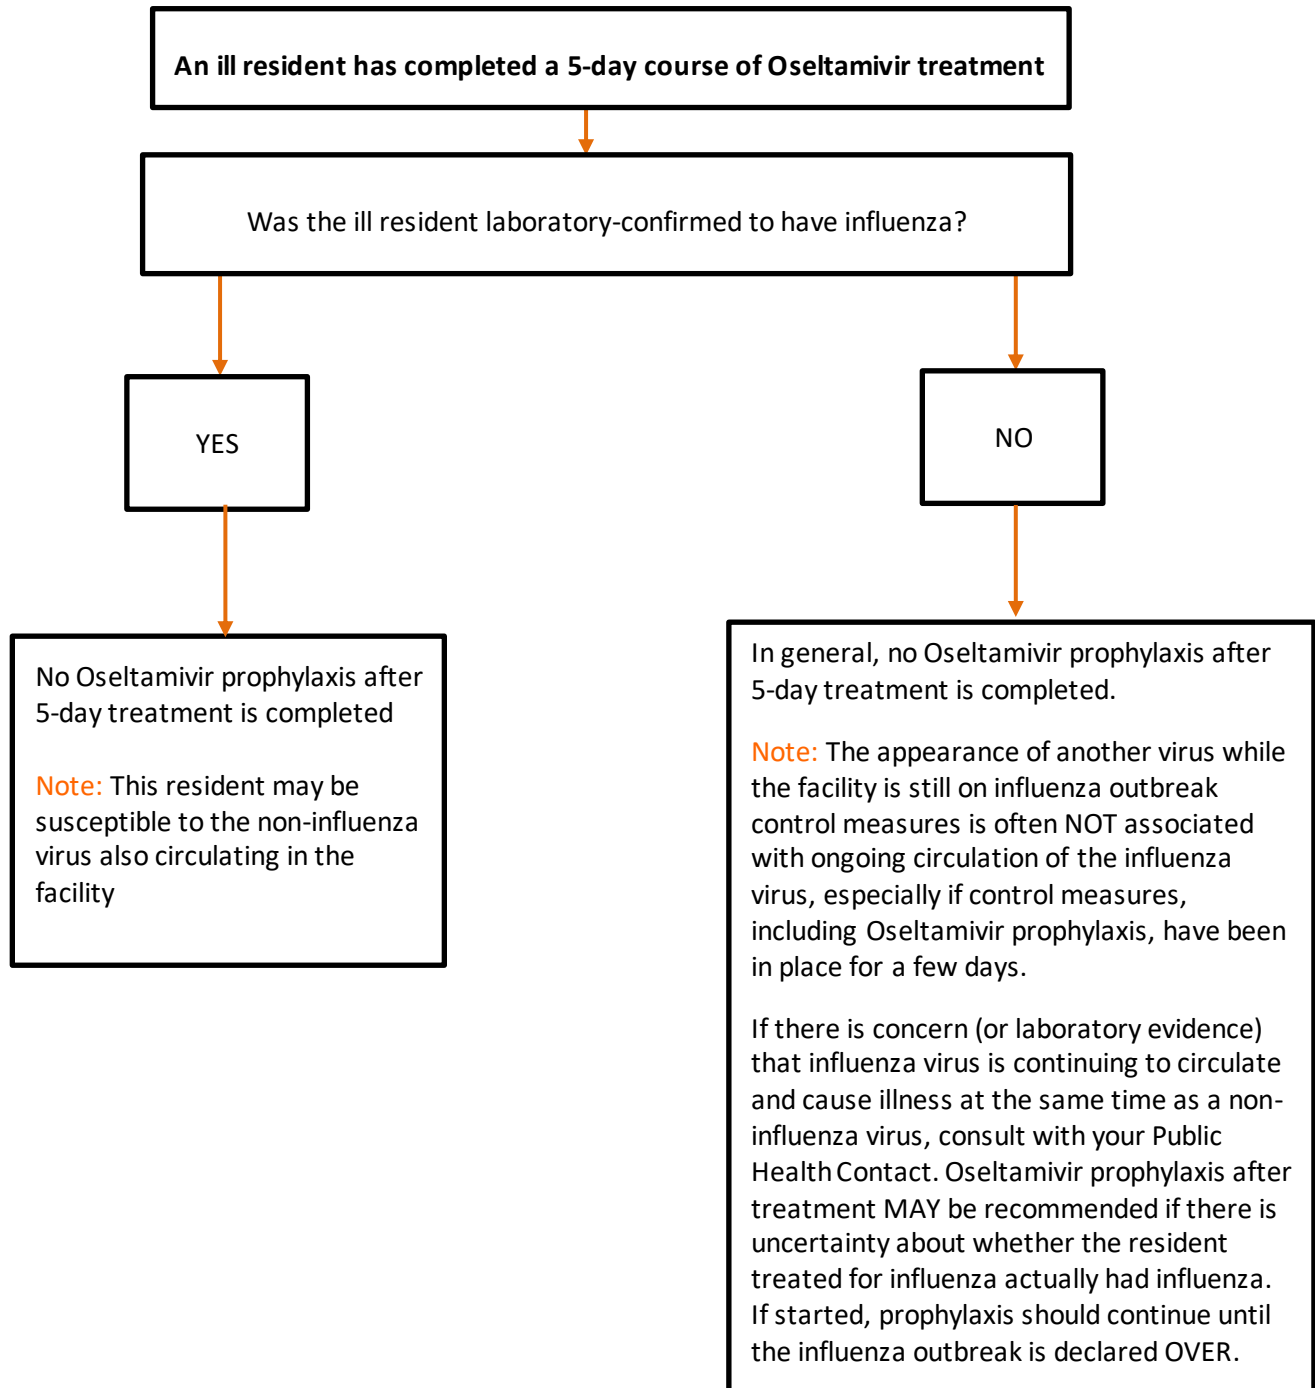 An ill resident has completed a 5-day course of Oseltamivir treatment
Was the ill resident laboratory-confirmed to have influenza?
YES
NO
No Oseltamivir prophylaxis after
5-day treatment is completed
Note: This resident may be
susceptible to the non-influenza
virus also circulating in the
facility
In general, no Oseltamivir prophylaxis after
5-day treatment is completed.
Note: The appearance of another virus while
the facility is still on influenza outbreak
control measures is often NOT associated
with ongoing circulation of the influenza
virus, especially if control measures,
including Oseltamivir prophylaxis, have been
in place for a few days.
If there is concern (or laboratory evidence)
that influenza virus is continuing to circulate
and cause illness at the same time as a non-
influenza virus, consult with your Public
Health Contact. Oseltamivir prophylaxis after
treatment MAY be recommended if there is
uncertainty about whether the resident
treated for influenza actually had influenza.
If started, prophylaxis should continue until
the influenza outbreak is declared OVER.